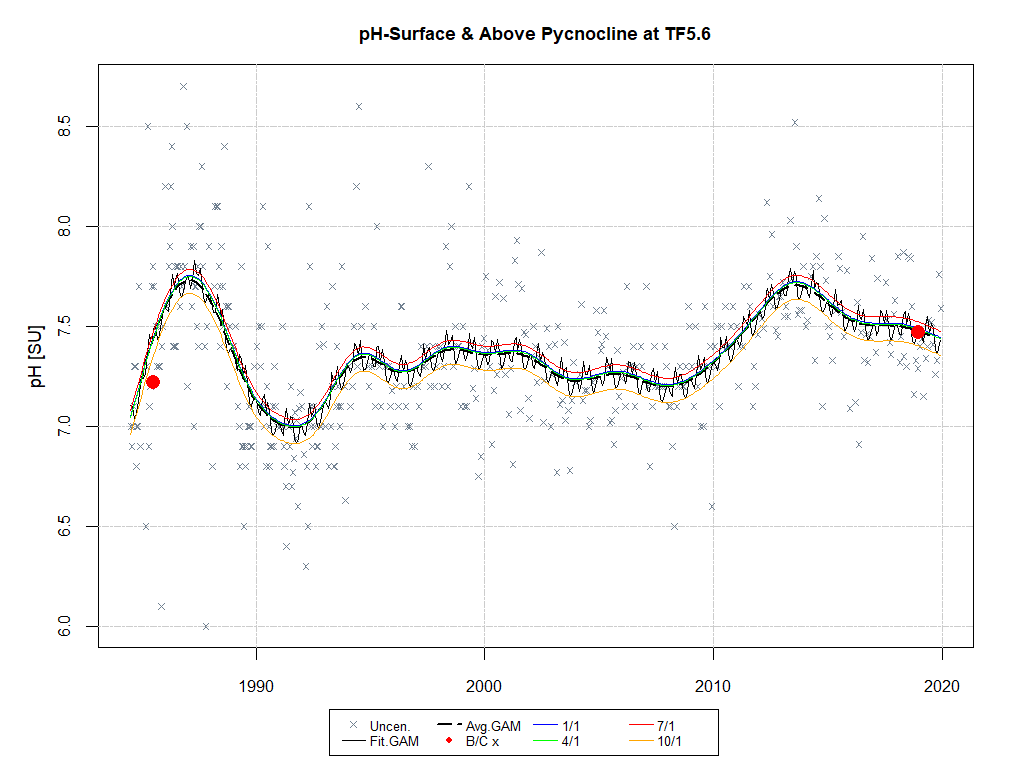 pH-Surface & Above Pycnocline at TF5.6
pH [SU]
8.5
8.0
7.5
7.0
6.5
6.0
1990
2000
2010
2020
Uncen. Avg.GAM 1/1 7/1
Fit.GAM B/C x 4/1 10/1